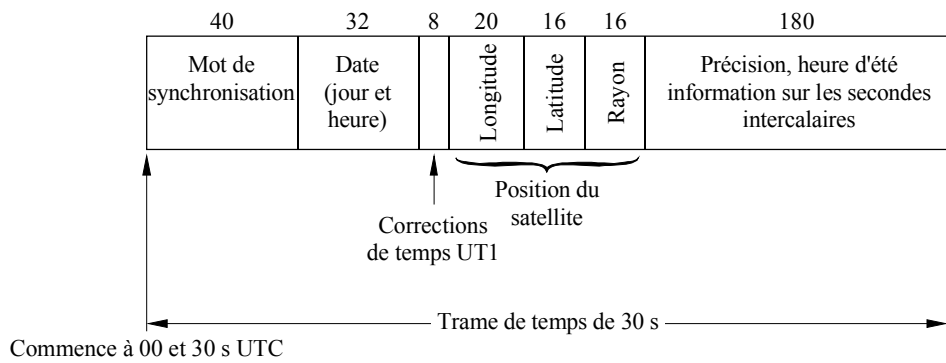 40 32 8 20 16 16 180
Mot de
synchronisation
Date
(jour et
heure)
Longitude
Latitude
Rayon
Précision, heure d'été
information sur les secondes
intercalaires
Position du
satellite
Corrections
de temps UT1
Trame de temps de 30 s
Commence à 00 et 30 s UTC